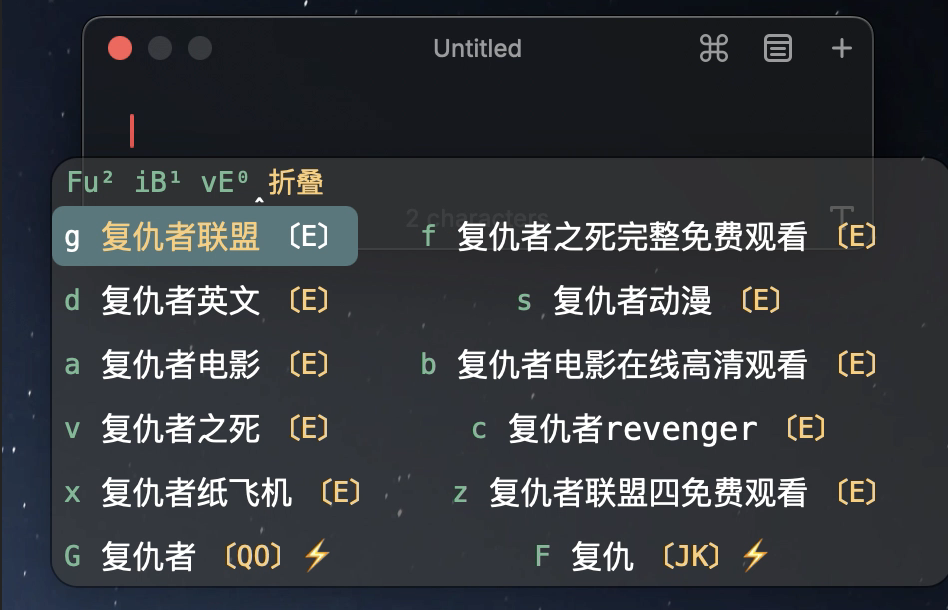 Untitled
Fu² iB¹ vE⁰‸折叠
2 characters
g 复仇者联盟 〔E〕 f 复仇者之死完整免费观看 〔E〕
d 复仇者英文 〔E〕 s 复仇者动漫 〔E〕
a 复仇者电影 〔E〕 b 复仇者电影在线高清观看 〔E〕
v 复仇者之死 〔E〕 c 复仇者revenger 〔E〕
x 复仇者纸飞机 〔E〕 z 复仇者联盟四免费观看 〔E〕
G 复仇者 〔QO〕⚡ F 复仇 〔JK〕⚡